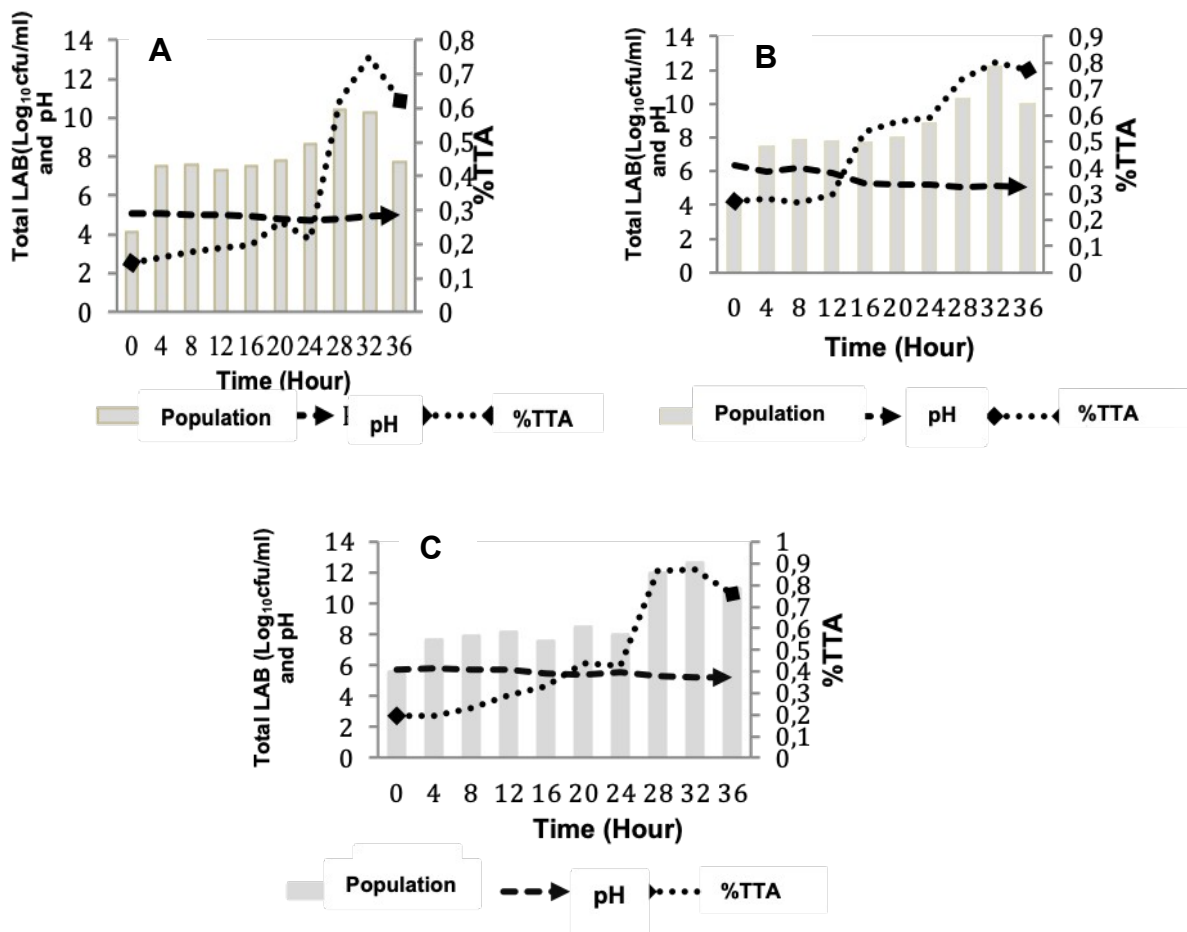 A
Total LAB(Log10cfu/ml)
and pH
14
12
10
8
6
4
2
0
0,8
0,7
0,6
0,5
0,4
0,3
0,2
0,1
0
%TTA
0 4 8 12 16 20 24 28 32 36
Time (Hour)
Population pH %TTA
B
Total LAB(Log10cfu/ml)
and pH
14
12
10
8
6
4
2
0
0,9
0,8
0,7
0,6
0,5
0,4
0,3
0,2
0,1
0
%TTA
0 4 8 12 16 20 24 28 32 36
Time (Hour)
Population pH %TTA
C
Total LAB (Log10cfu/ml)
and pH
14
12
10
8
6
4
2
0
1
0,9
0,8
0,7
0,6
0,5
0,4
0,3
0,2
0,1
0
%TTA
0 4 8 12 16 20 24 28 32 36
Time (Hour)
Population pH %TTA